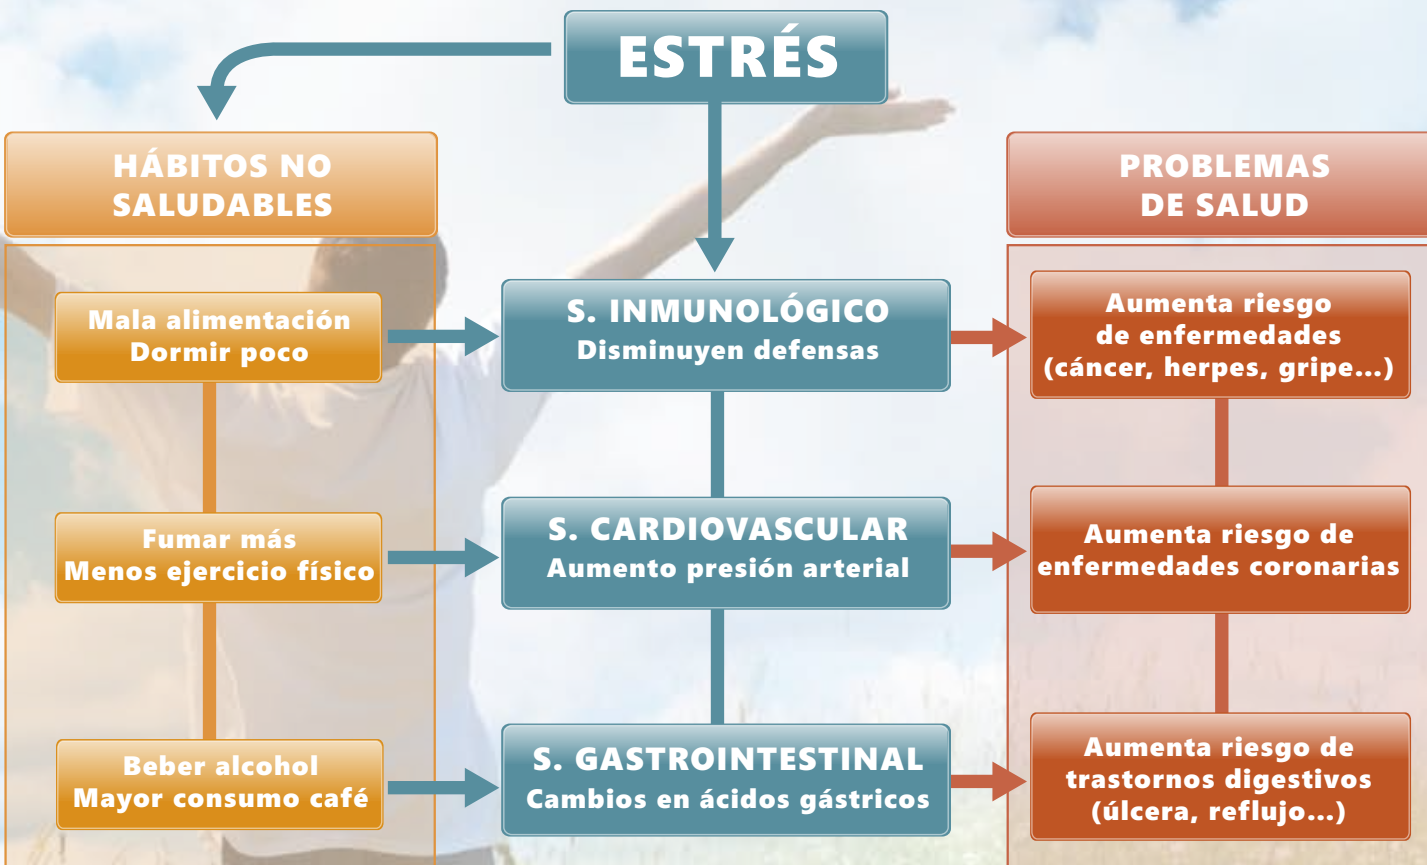 ESTRÉS
HÁBITOS NO
SALUDABLES
PROBLEMAS
DE SALUD
Mala alimentación
Dormir poco
S. INMUNOLÓGICO
Disminuyen defensas
Aumenta riesgo
de enfermedades
(cáncer, herpes, gripe...)
Fumar más
Menos ejercicio físico
S. CARDIOVASCULAR
Aumento presión arterial
Aumenta riesgo de
enfermedades coronarias
Beber alcohol
Mayor consumo café
S. GASTROINTESTINAL
Cambios en ácidos gástricos
Aumenta riesgo de
trastornos digestivos
(úlcera, reflujo...)